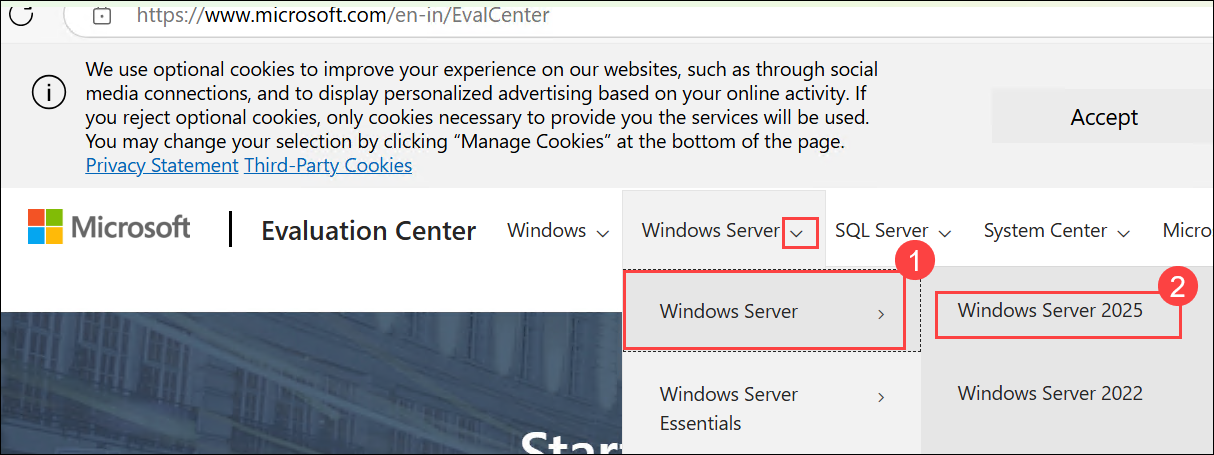 https://www.microsoft.com/en-in/EvalCenter
We use optional cookies to improve your experience on our websites, such as through social
media connections, and to display personalized advertising based on your online activity. If
you reject optional cookies, only cookies necessary to provide you the services will be used.
You may change your selection by clicking “Manage Cookies” at the bottom of the page.
Privacy Statement Third-Party Cookies
Accept
Microsoft
Evaluation Center
Windows
Windows Server
SQL Server
System Center
Micro
1
2
Windows Server
Windows Server 2025
Windows Server
Essentials
Windows Server 2022
Star